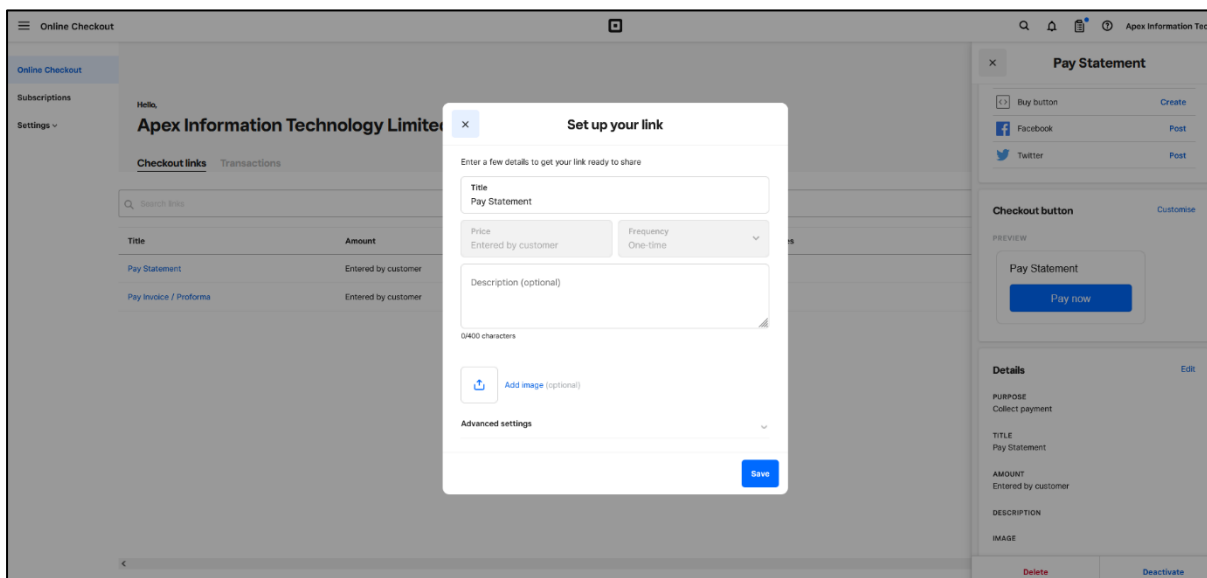 Online Checkout
Apex Information Tec
Online Checkout
Subscriptions
Settings
Hello,
Apex Information Technology Limite
Checkout links Transactions
Search links
Title Amount
Pay Statement Entered by customer
Pay Invoice / Proforma Entered by customer
Set up your link
Enter a few details to get your link ready to share
Title
Pay Statement
Price
Entered by customer
Frequency
One-time
Description (optional)
0/400 characters
Add image (optional)
Advanced settings
Save
Pay Statement
Buy button Create
Facebook Post
Twitter Post
Checkout button Customise
PREVIEW
Pay Statement
Pay now
Details Edit
PURPOSE
Collect payment
TITLE
Pay Statement
AMOUNT
Entered by customer
DESCRIPTION
IMAGE
Delete Deactivate